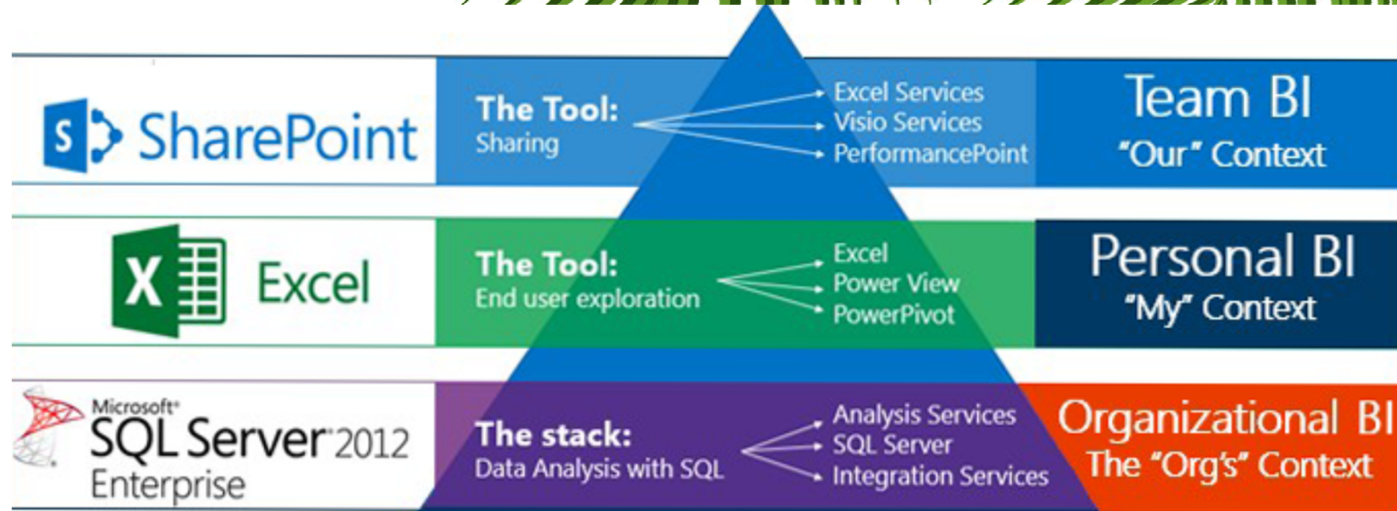 S SharePoint
The Tool:
Sharing
Excel Services
Visio Services
PerformancePoint
Team BI
"Our" Context
X Excel
The Tool:
End user exploration
Excel
Power View
PowerPivot
Personal BI
"My" Context
Microsoft®
SQL Server® 2012
Enterprise
The stack:
Data Analysis with SQL
Analysis Services
SQL Server
Integration Services
Organizational BI
The "Org's" Context